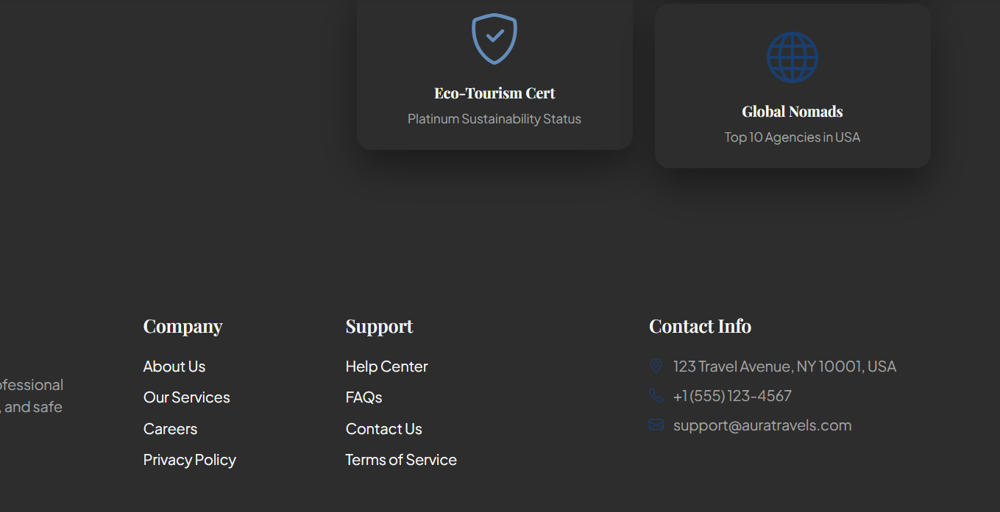 Eco-Tourism Cert
Platinum Sustainability Status
Global Nomads
Top 10 Agencies in USA
and safe
Company
About Us
Our Services
Careers
Privacy Policy
Support
Help Center
FAQs
Contact Us
Terms of Service
Contact Info
123 Travel Avenue, NY 10001, USA
+1 (555) 123-4567
support@auratravels.com